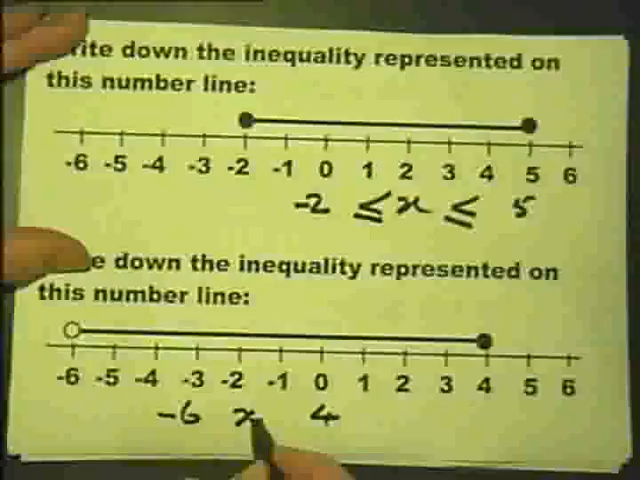 rite down the inequality represented on
this number line:
-6 -5 -4 -3 -2 -1 0 1 2 3 4 5 6
-2 ≤ x ≤ 5
e down the inequality represented on
this number line:
-6 -5 -4 -3 -2 -1 0 1 2 3 4 5 6
-6 x 4